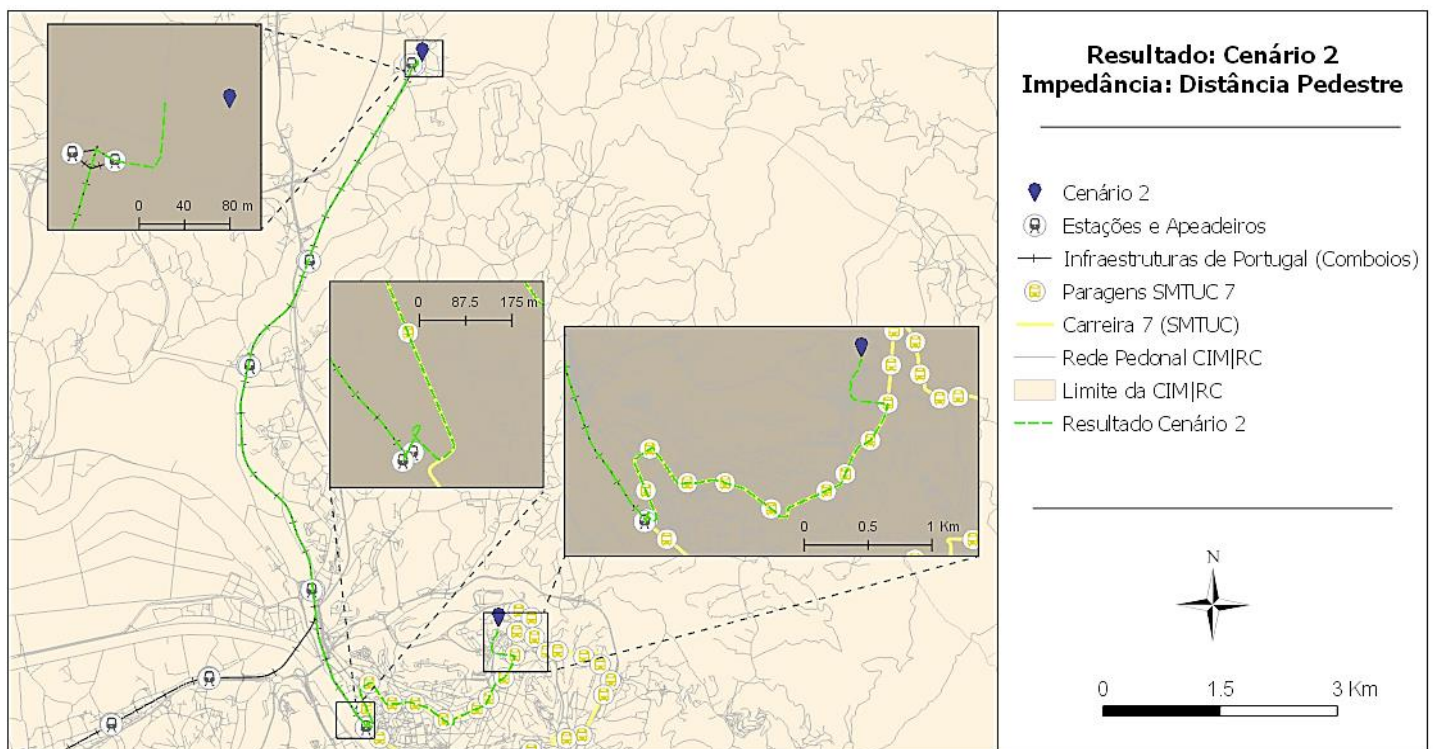 0 40 80 m
0 87.5 175 m
0 0.5 1 Km
Resultado: Cenário 2
Impedância: Distância Pedestre
Cenário 2
Estações e Apeadeiros
Infraestruturas de Portugal (Comboios)
Paragens SMTUC 7
Carreira 7 (SMTUC)
Rede Pedonal CIM|RC
Limite da CIM|RC
Resultado Cenário 2
N
0 1.5 3 Km